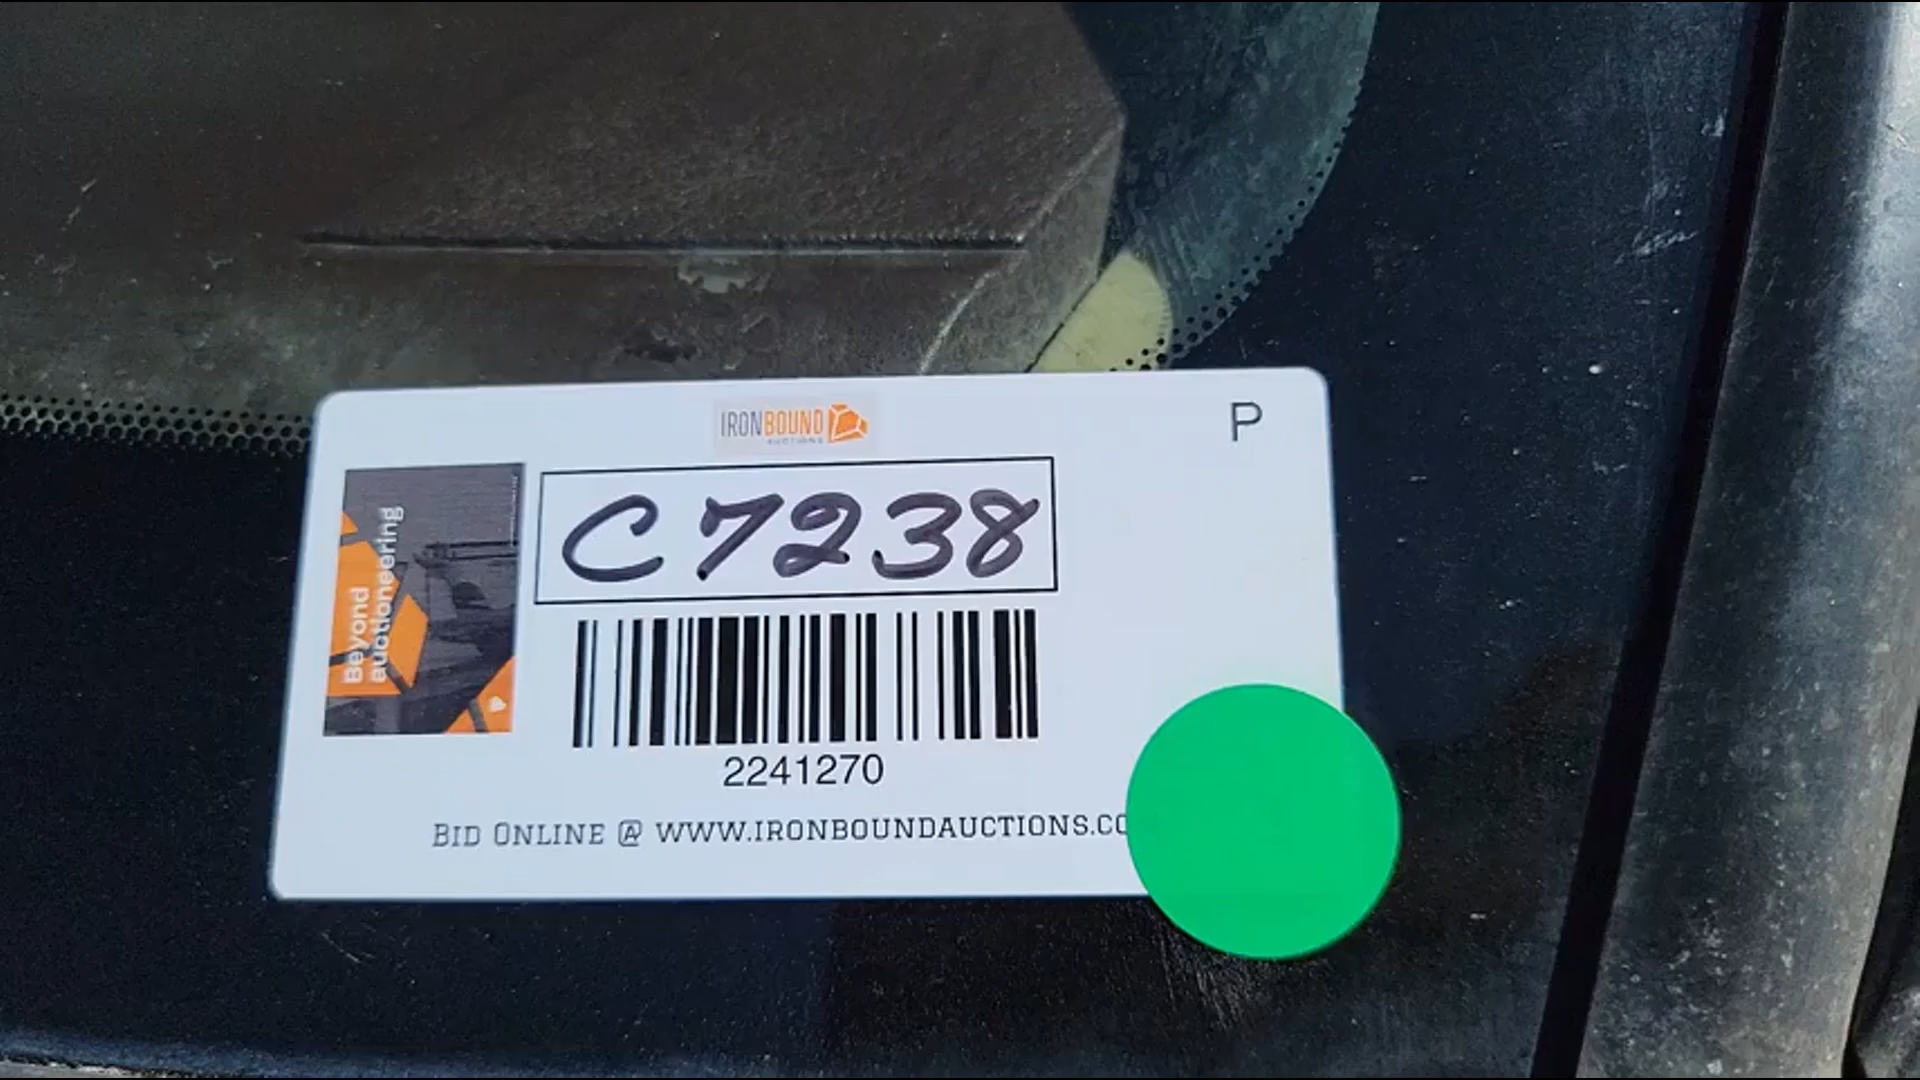 IRONBOUND
AUCTIONS
P
Beyond
auctioneering
C7238
2241270
BID ONLINE @ WWW.IRONBOUNDAUCTIONS.CO